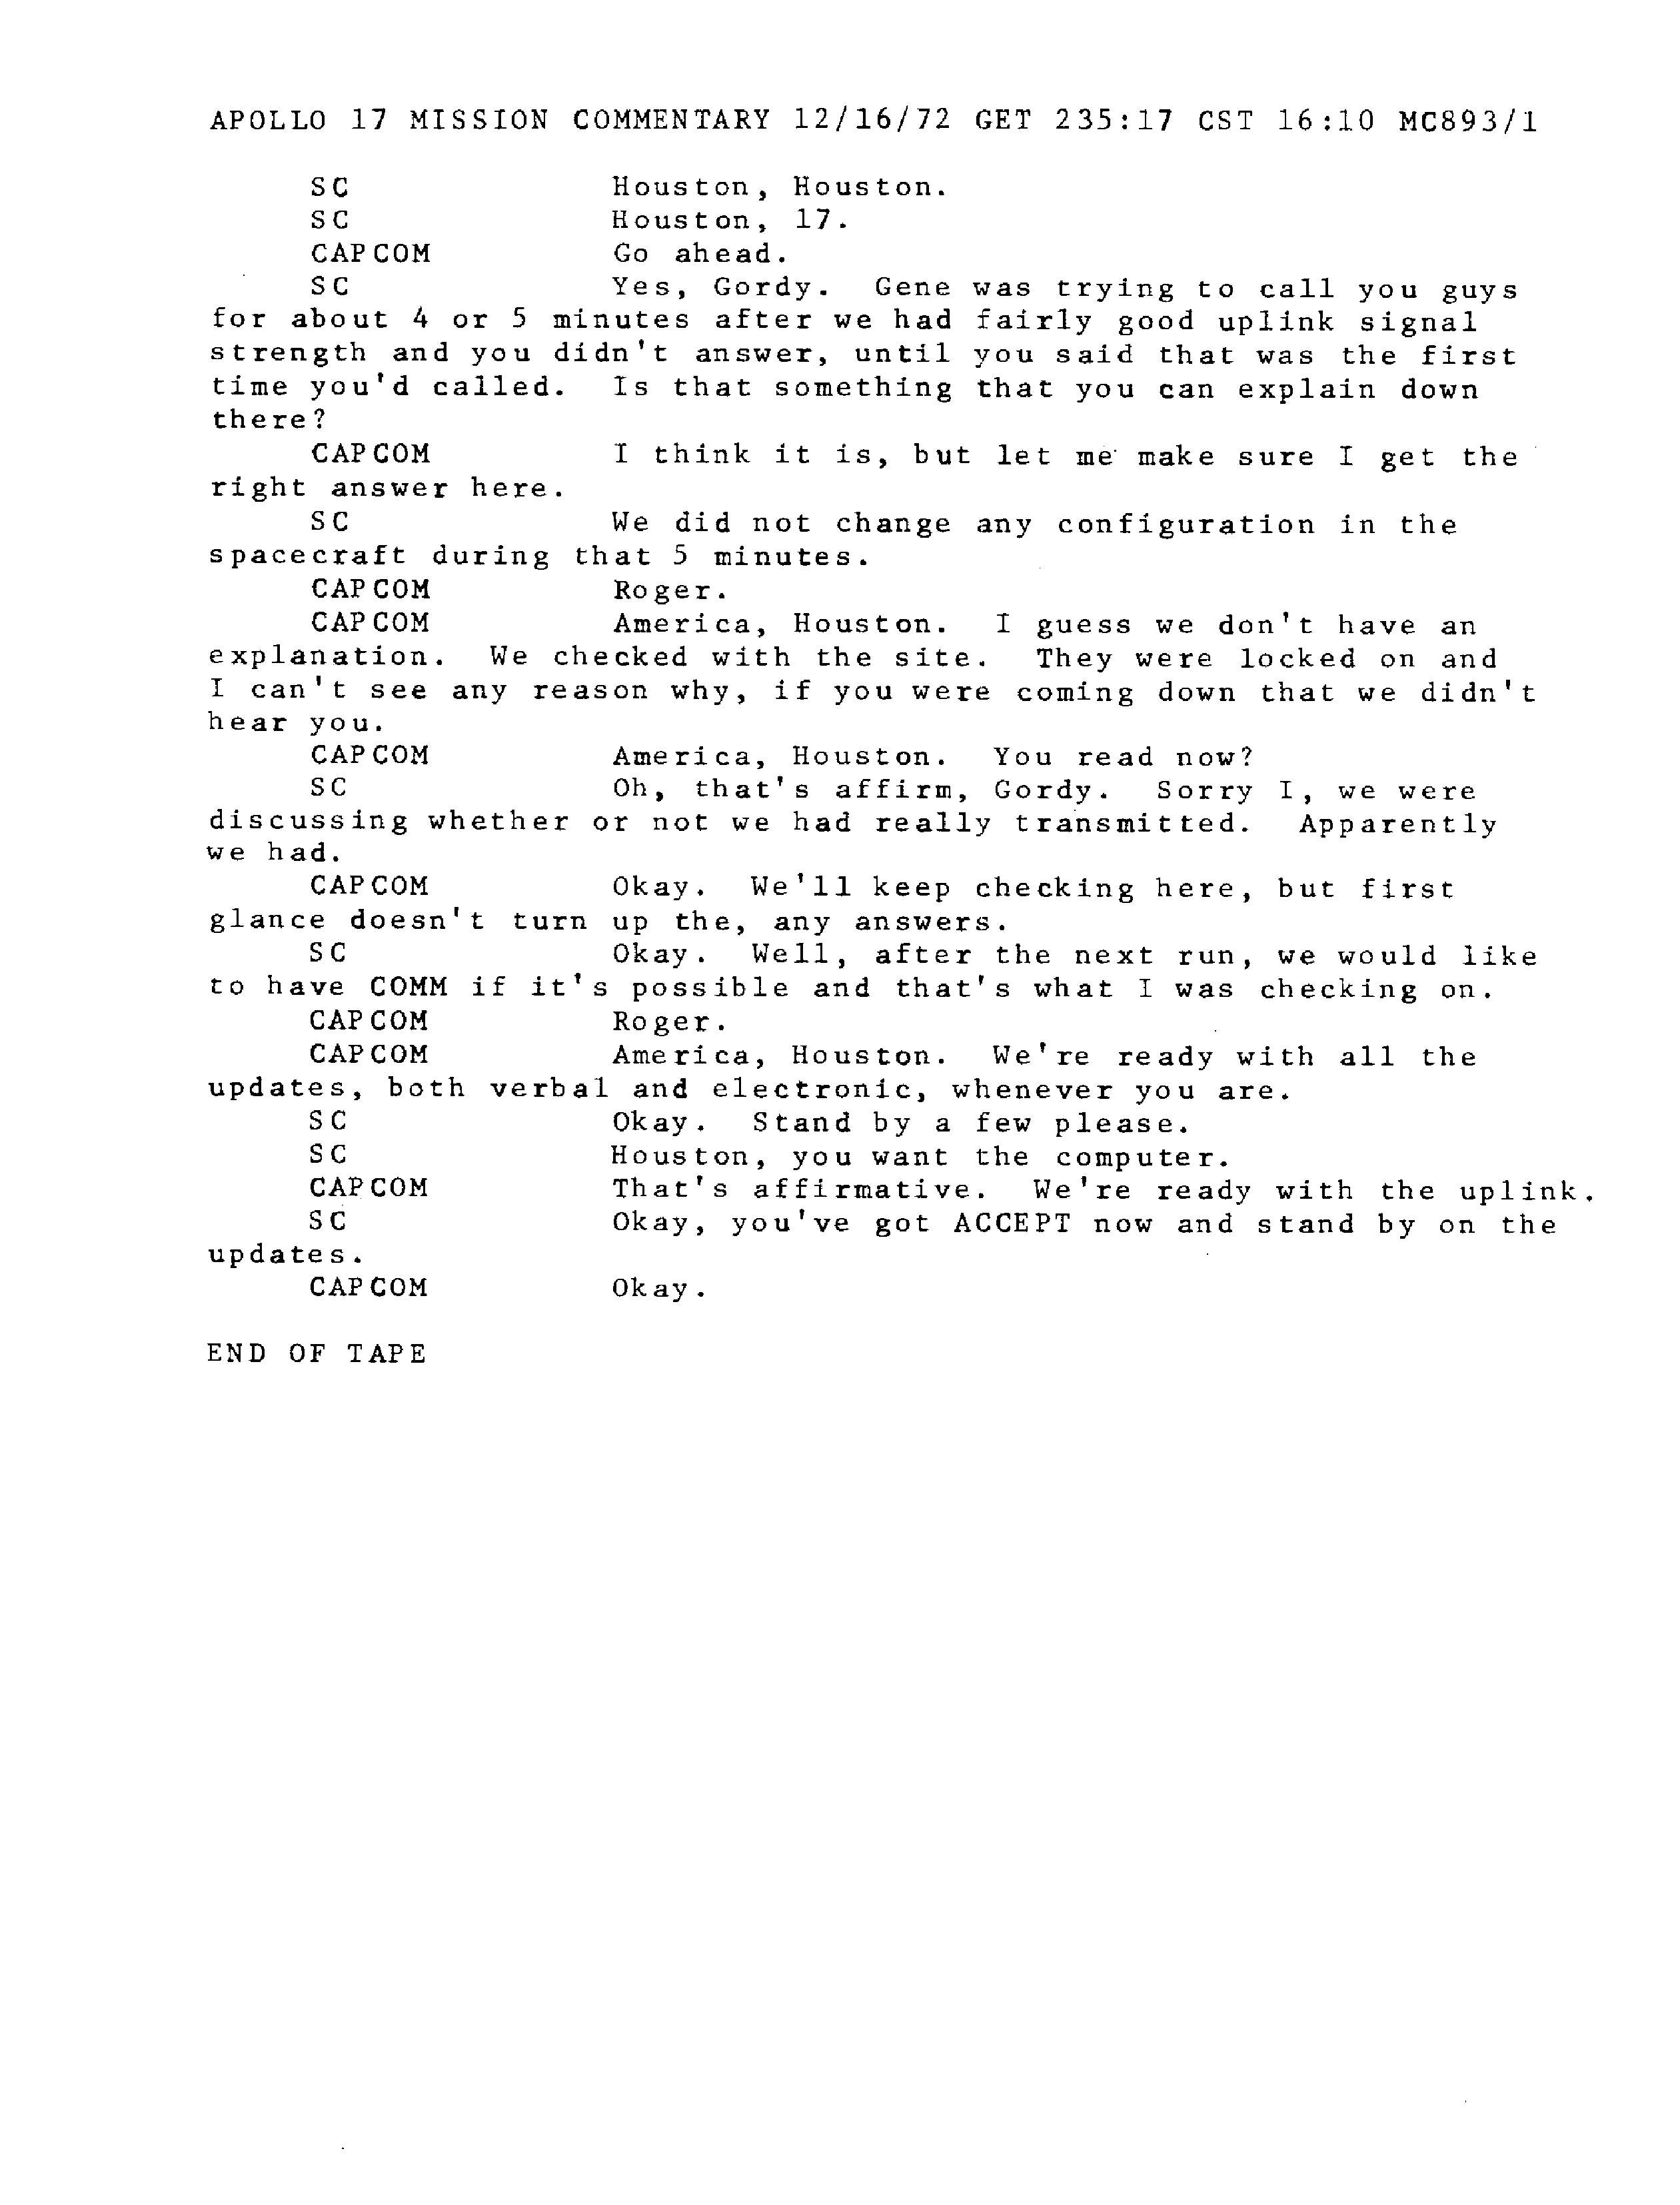 APOLLO 17 MISSION COMMENTARY 12/16/72 GET 235:17 CST 16:10 MC893/1
SC Houston, Houston.
SC Houston, 17.
CAPCOM Go ahead.
SC Yes, Gordy. Gene was trying to call you guys
for about 4 or 5 minutes after we had fairly good uplink signal
strength and you didn't answer, until you said that was the first
time you'd called. Is that something that you can explain down
there?
CAPCOM I think it is, but let me make sure I get the
right answer here.
SC We did not change any configuration in the
spacecraft during that 5 minutes.
CAPCOM Roger.
CAPCOM America, Houston. I guess we don't have an
explanation. We checked with the site. They were locked on and
I can't see any reason why, if you were coming down that we didn't
hear you.
CAPCOM America, Houston. You read now?
SC Oh, that's affirm, Gordy. Sorry I, we were
discussing whether or not we had really transmitted. Apparently
we had.
CAPCOM Okay. We'll keep checking here, but first
glance doesn't turn up the, any answers.
SC Okay. Well, after the next run, we would like
to have COMM if it's possible and that's what I was checking on.
CAPCOM Roger.
CAPCOM America, Houston. We're ready with all the
updates, both verbal and electronic, whenever you are.
SC Okay. Stand by a few please.
SC Houston, you want the computer.
CAPCOM That's affirmative. We're ready with the uplink.
SC Okay, you've got ACCEPT now and stand by on the
updates.
CAPCOM Okay.
END OF TAPE